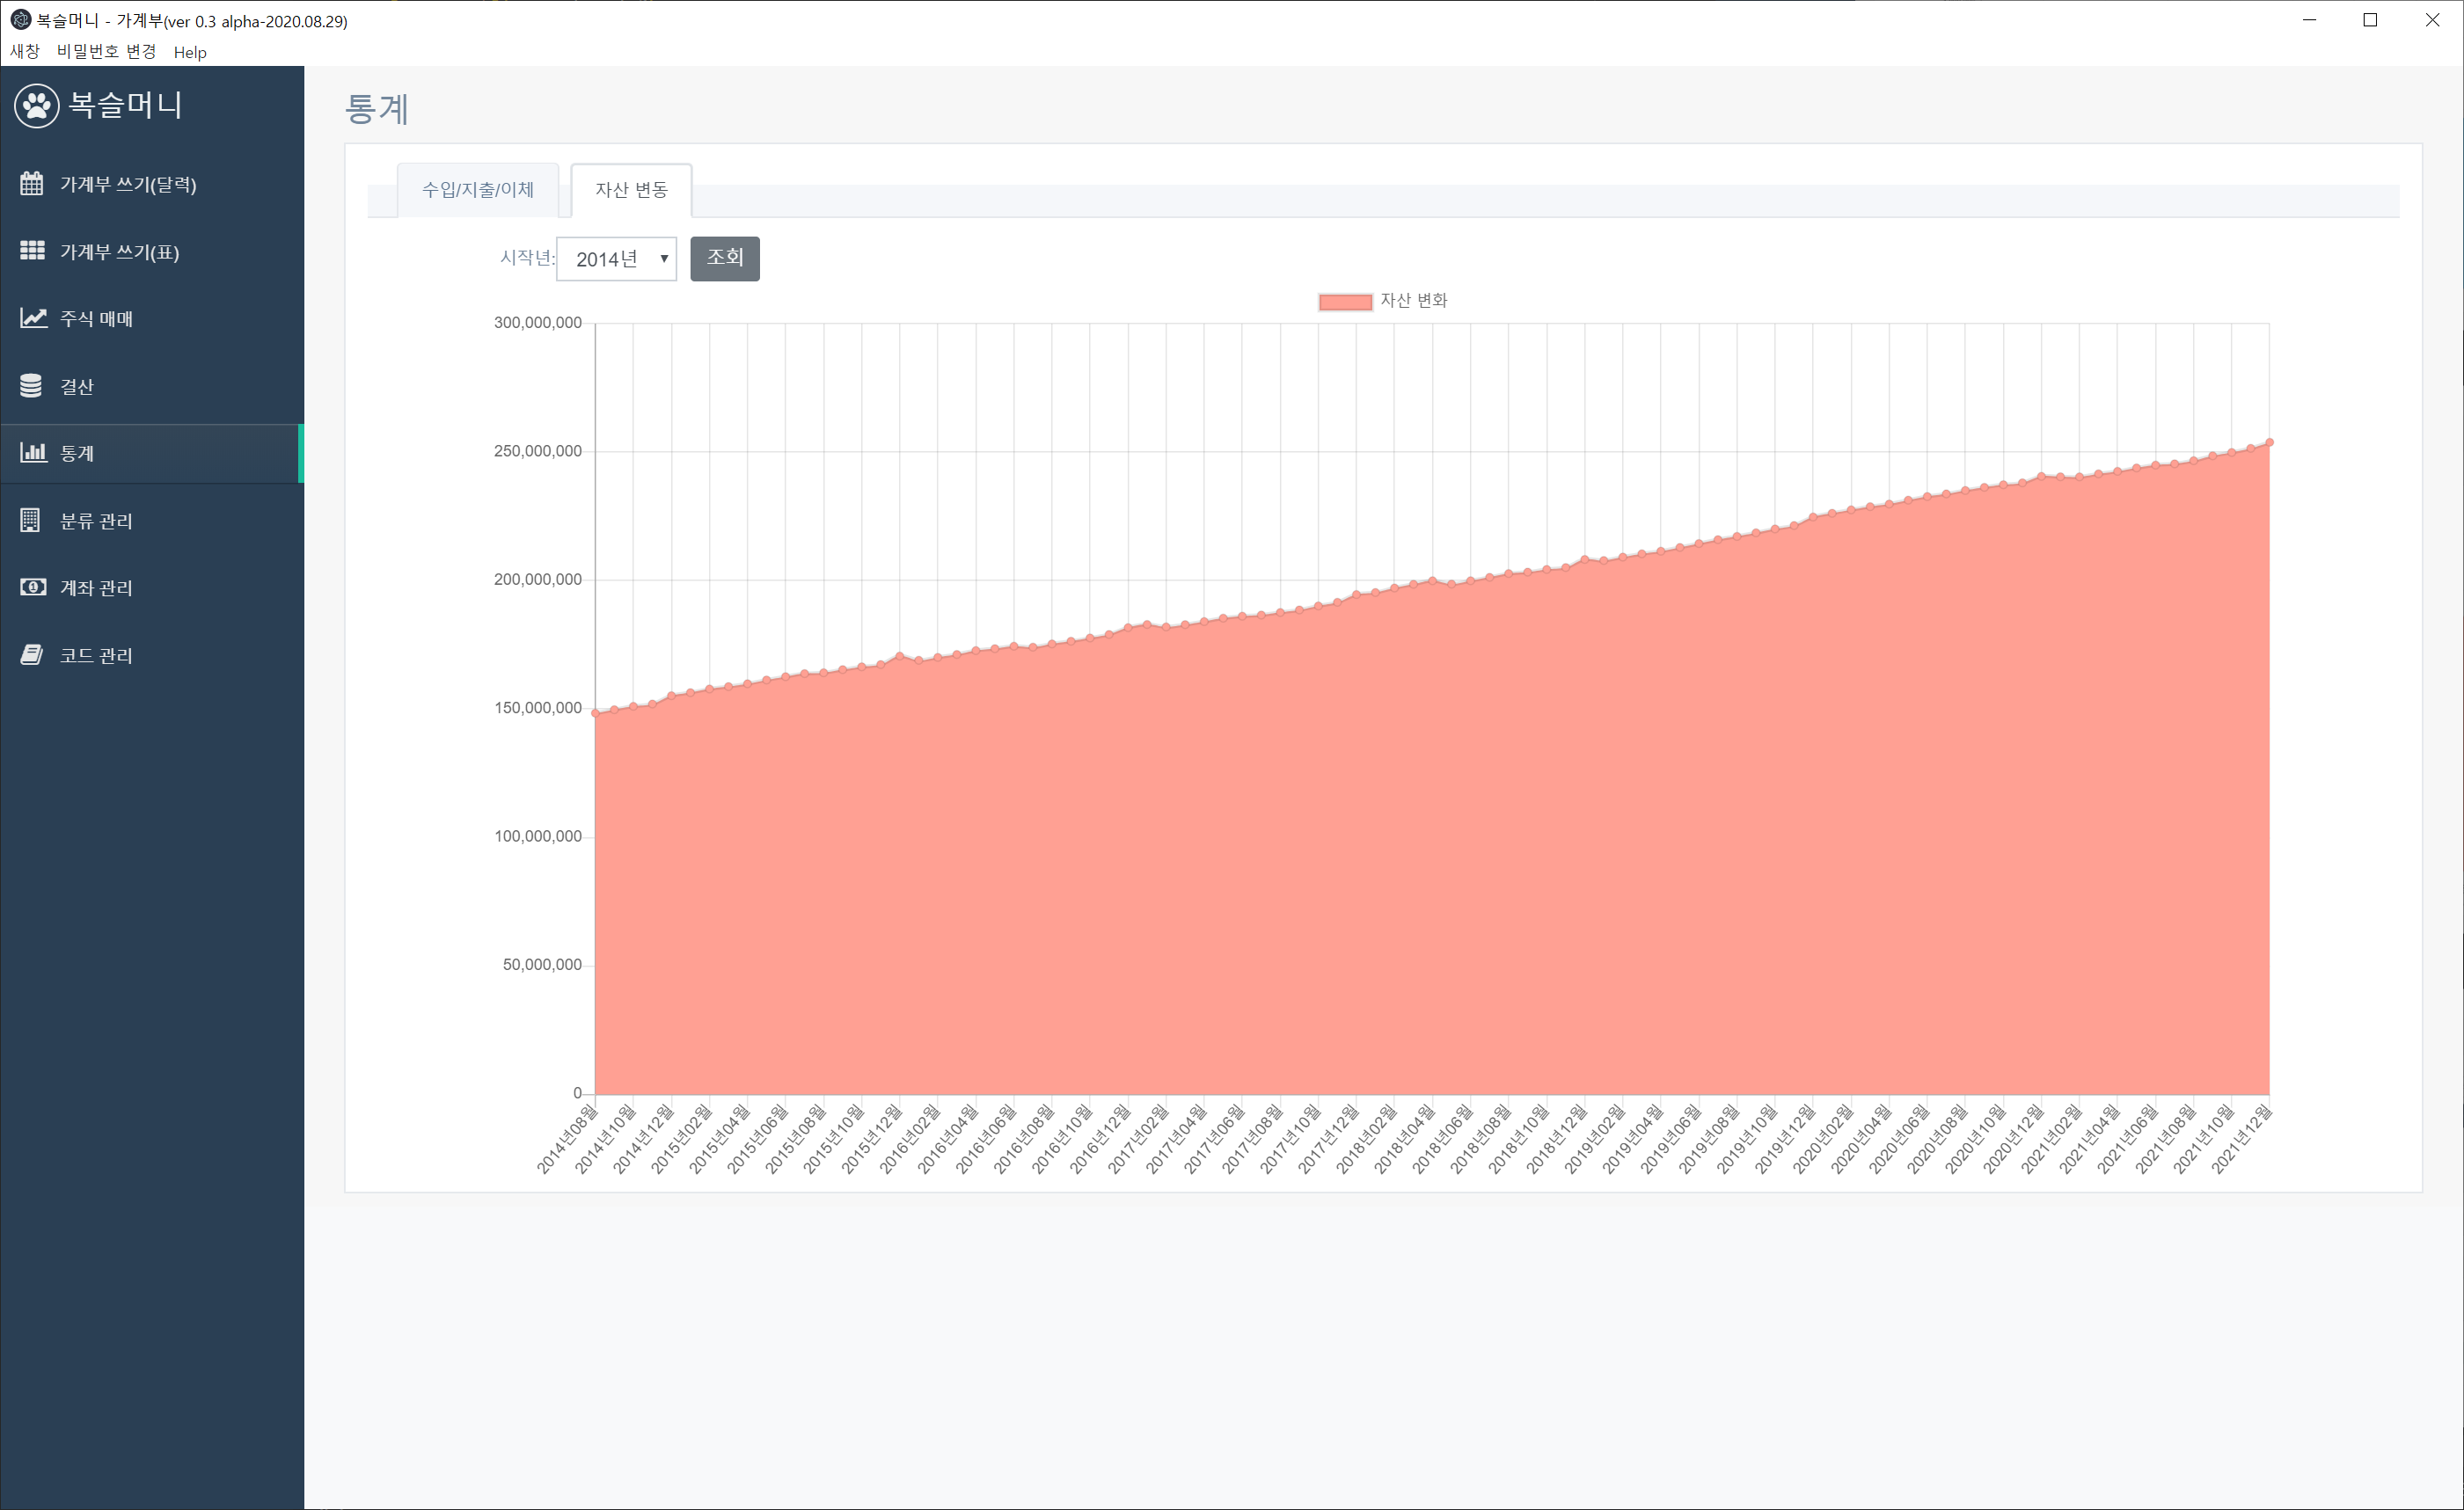 복슬머니 - 가계부(ver 0.3 alpha-2020.08.29)
새창 비밀번호 변경 Help
복슬머니
가계부 쓰기(달력)
가계부 쓰기(표)
주식 매매
결산
통계
분류 관리
계좌 관리
코드 관리
통계
수입/지출/이체 자산 변동
시작년: 2014년 조회
자산 변화
300,000,000
250,000,000
200,000,000
150,000,000
100,000,000
50,000,000
0
2014년08월
2014년10월
2014년12월
2015년02월
2015년04월
2015년06월
2015년08월
2015년10월
2015년12월
2016년02월
2016년04월
2016년06월
2016년08월
2016년10월
2016년12월
2017년02월
2017년04월
2017년06월
2017년08월
2017년10월
2017년12월
2018년02월
2018년04월
2018년06월
2018년08월
2018년10월
2018년12월
2019년02월
2019년04월
2019년06월
2019년08월
2019년10월
2019년12월
2020년02월
2020년04월
2020년06월
2020년08월
2020년10월
2020년12월
2021년02월
2021년04월
2021년06월
2021년08월
2021년10월
2021년12월